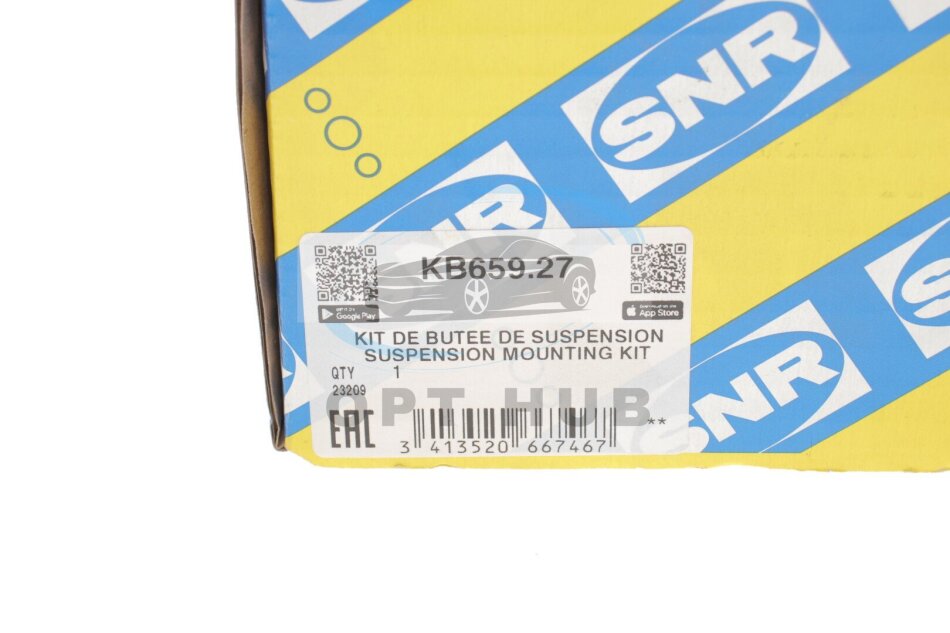 SNR
SNR
KB659.27
Google Play
App Store
KIT DE BUTEE DE SUSPENSION
SUSPENSION MOUNTING KIT
QTY 1
23209
OPT HUB
EAC
3 413520 667467 **
SNR
SNR